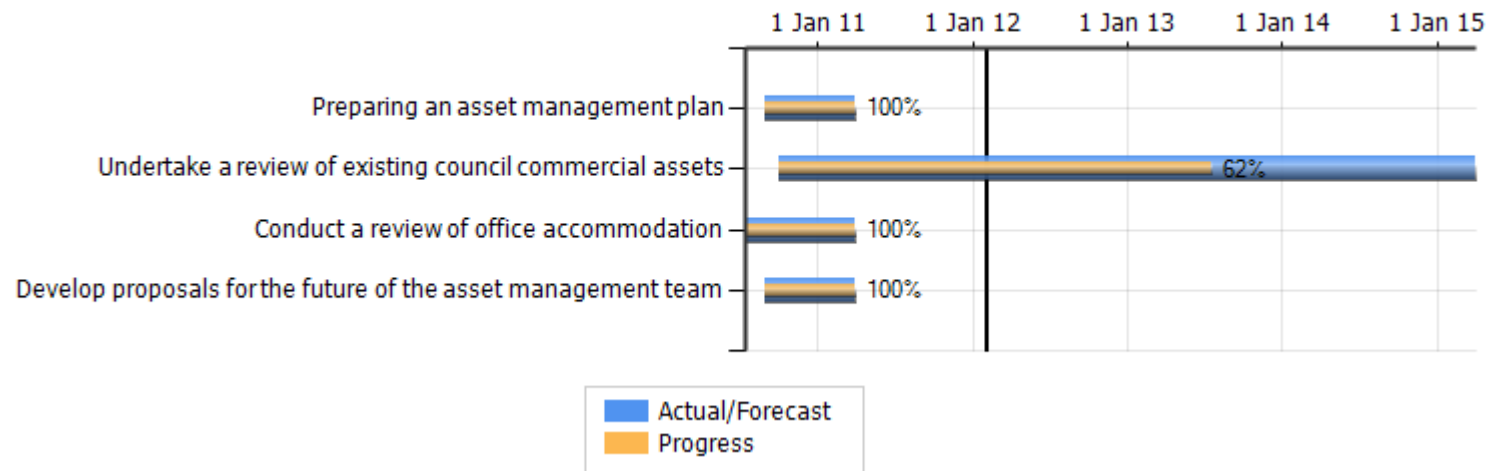 1 Jan 11 1 Jan 12 1 Jan 13 1 Jan 14 1 Jan 15
Preparing an asset management plan 100%
Undertake a review of existing council commercial assets 62%
Conduct a review of office accommodation 100%
Develop proposals for the future of the asset management team 100%
Actual/Forecast
Progress